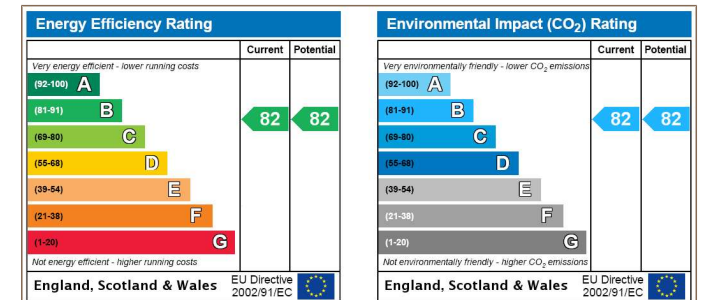 Energy Efficiency Rating
Current Potential
Very energy efficient - lower running costs
(92-100) A
(81-91) B
(69-80) C
(55-68) D
(39-54) E
(21-38) F
(1-20) G
82 82
Not energy efficient - higher running costs
England, Scotland & Wales
EU Directive
2002/91/EC
Environmental Impact (CO₂) Rating
Current Potential
Very environmentally friendly - lower CO₂ emissions
(92-100) A
(81-91) B
(69-80) C
(55-68) D
(39-54) E
(21-38) F
(1-20) G
82 82
Not environmentally friendly - higher CO₂ emissions
England, Scotland & Wales
EU Directive
2002/91/EC